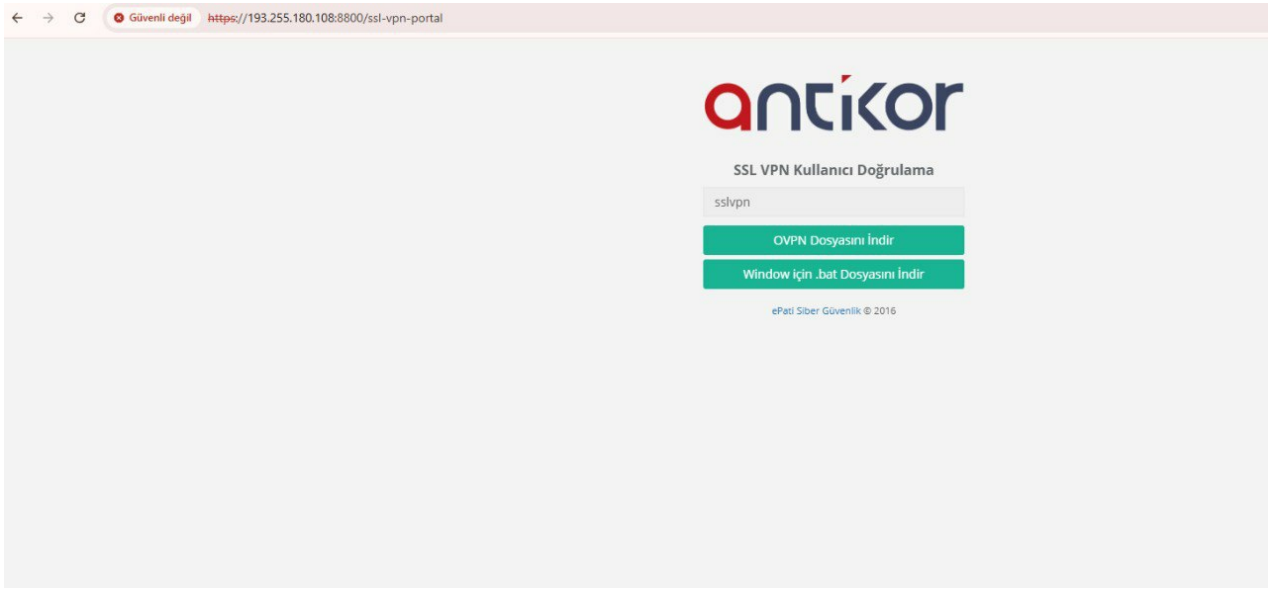 Güvenli değil https://193.255.180.108:8800/ssl-vpn-portal
antikor
SSL VPN Kullanıcı Doğrulama
sslvpn
OVPN Dosyasını İndir
Window için .bat Dosyasını İndir
ePati Siber Güvenlik © 2016